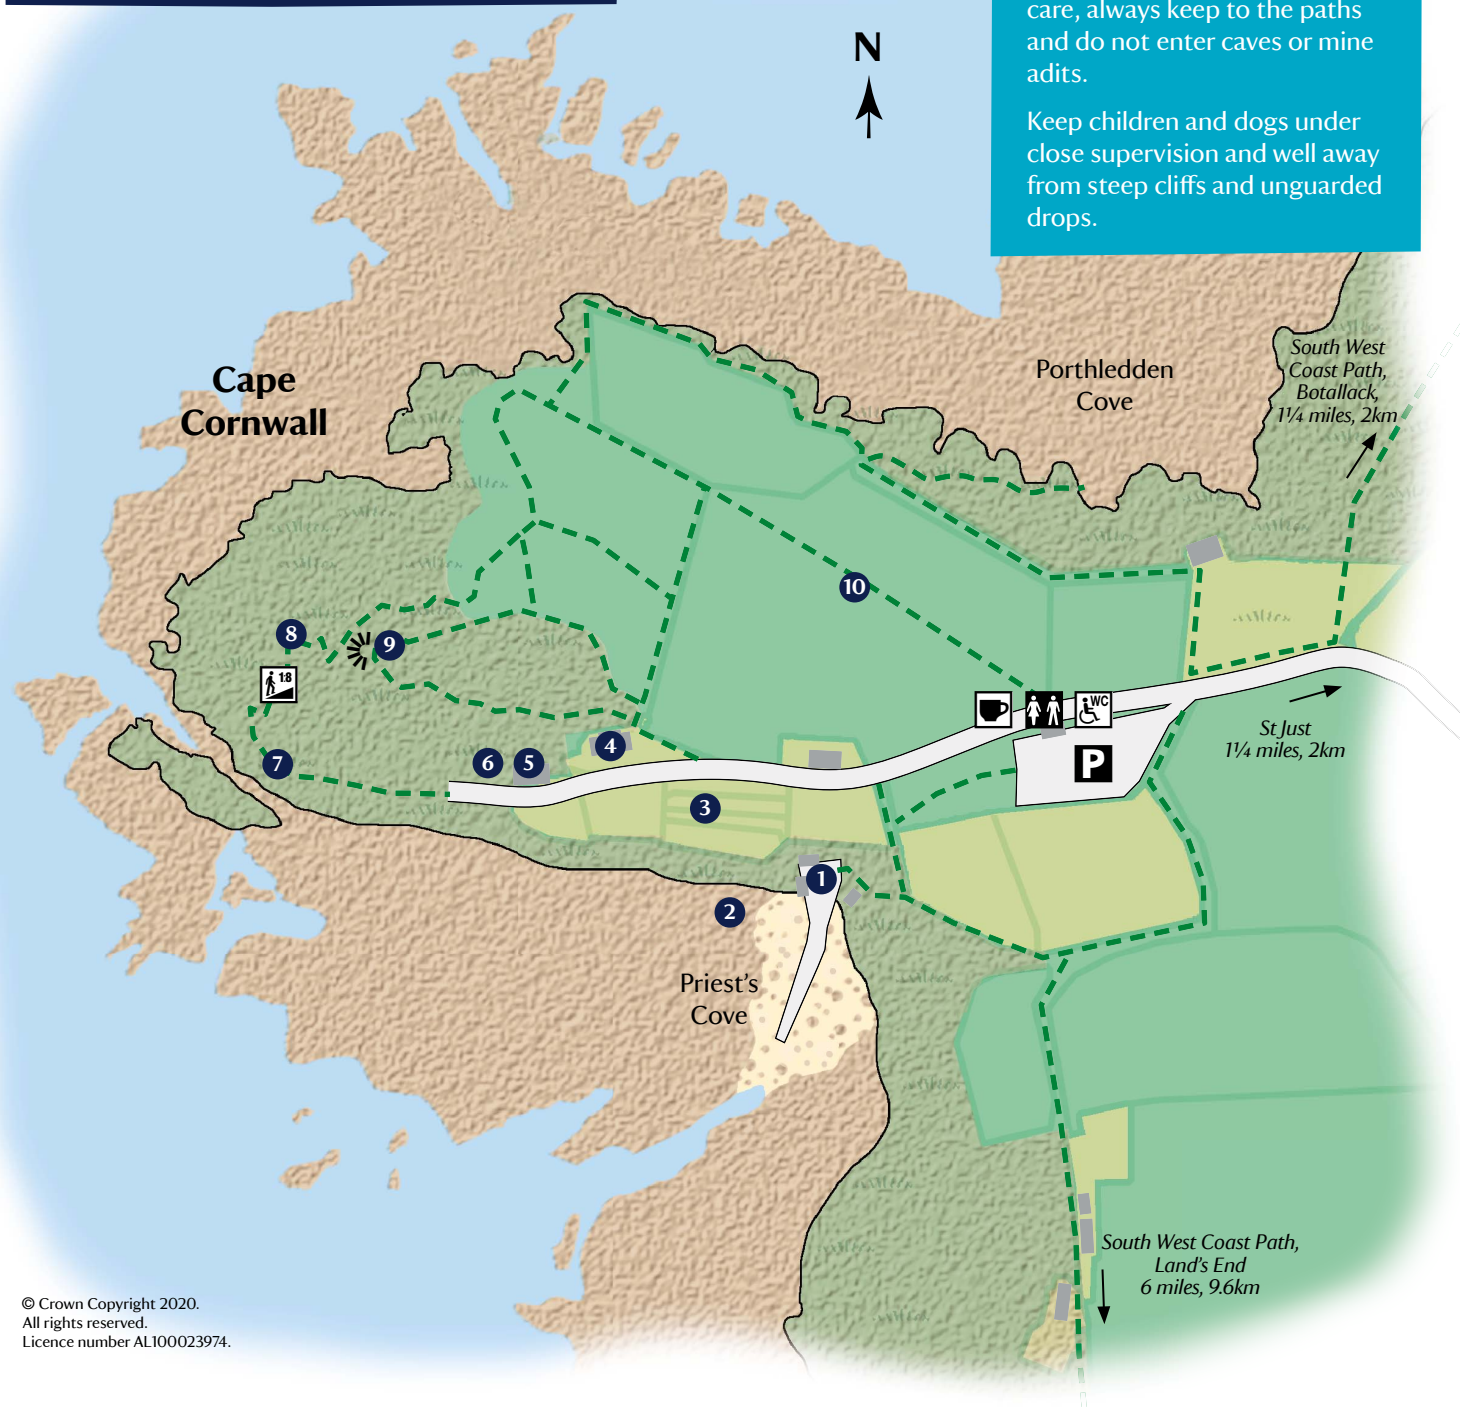 care, always keep to the paths
and do not enter caves or mine
adits.
Keep children and dogs under
close supervision and well away
from steep cliffs and unguarded
drops.
N
Cape
Cornwall
Porthledden
Cove
South West
Coast Path,
Botallack,
1¼ miles, 2km
10
8
9
1:8
7
6
5
4
3
WC
P
St Just
1¼ miles, 2km
1
2
Priest's
Cove
South West Coast Path,
Land's End
6 miles, 9.6km
© Crown Copyright 2020.
All rights reserved.
Licence number AL100023974.